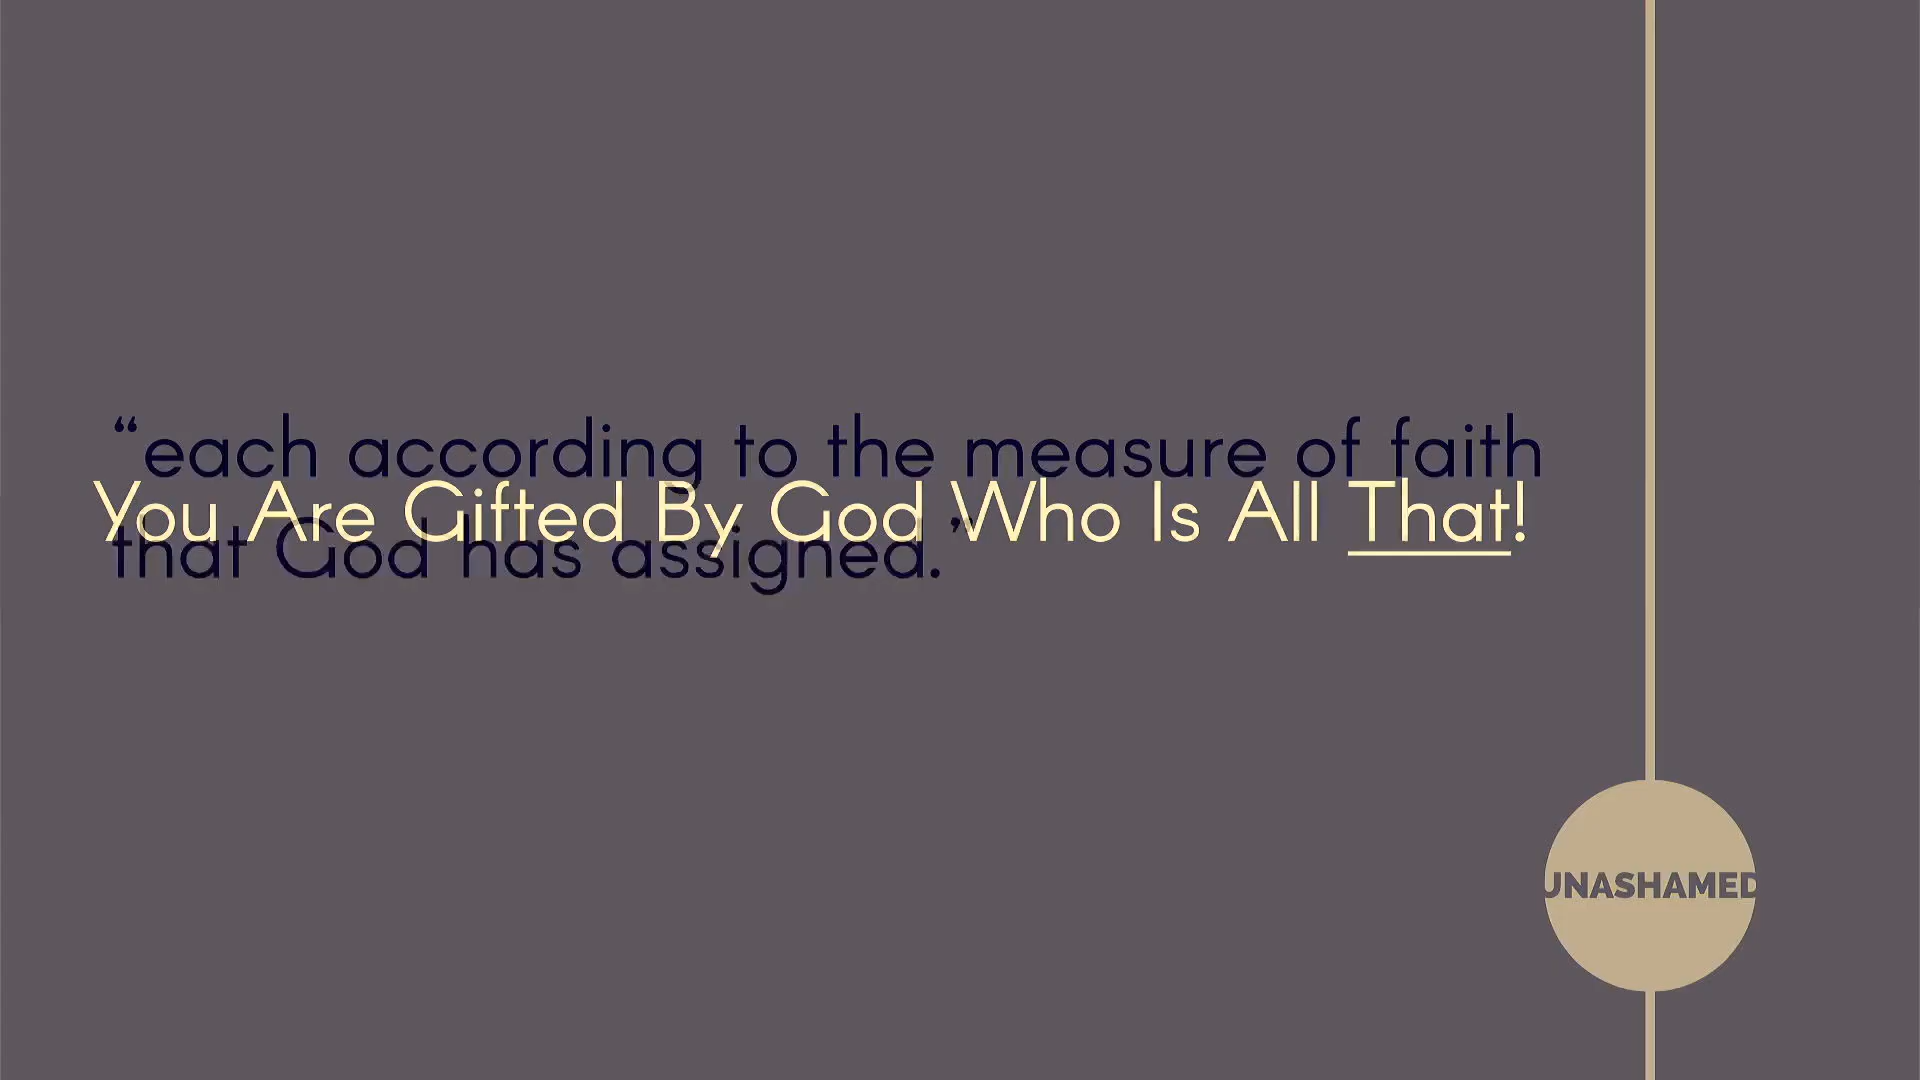 “each according to the measure of faith
that God has assigned.”
You Are Gifted By God Who Is All That!
UNASHAMED